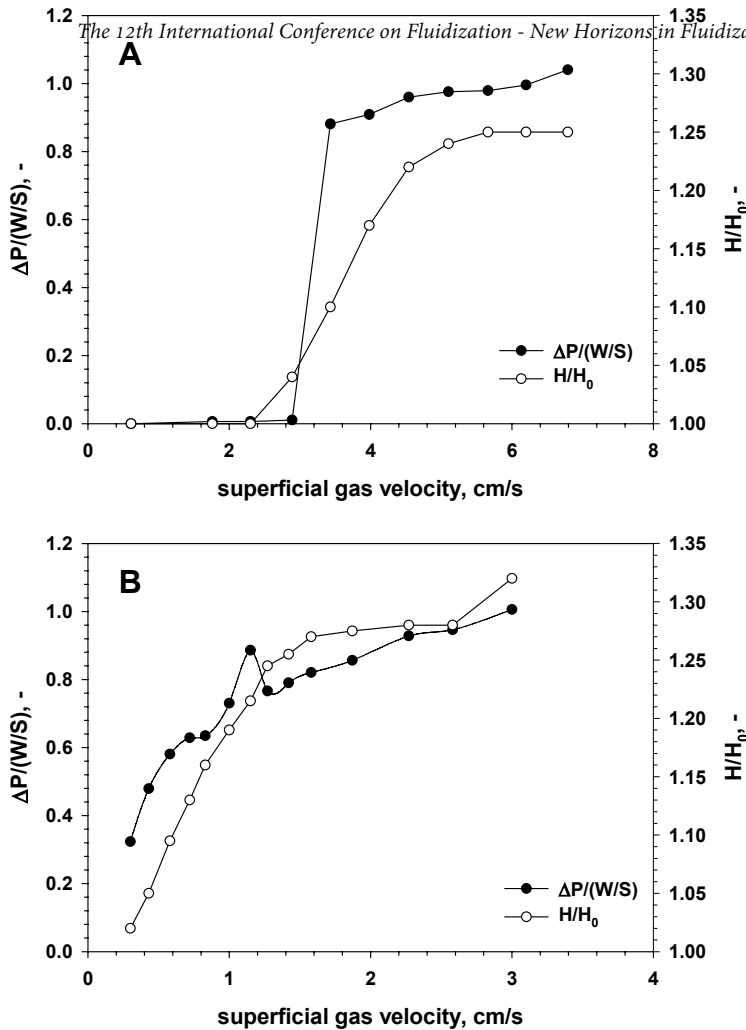 The 12th International Conference on Fluidization - New Horizons in Fluidiza
A
1.2
1.0
0.8
0.6
0.4
0.2
0.0
ΔP/(W/S), -
1.35
1.30
1.25
1.20
1.15
1.10
1.05
1.00
H/H0, -
ΔP/(W/S)
H/H0
0 2 4 6 8
superficial gas velocity, cm/s
B
1.2
1.0
0.8
0.6
0.4
0.2
0.0
ΔP/(W/S), -
1.35
1.30
1.25
1.20
1.15
1.10
1.05
1.00
H/H0, -
ΔP/(W/S)
H/H0
0 1 2 3 4
superficial gas velocity, cm/s